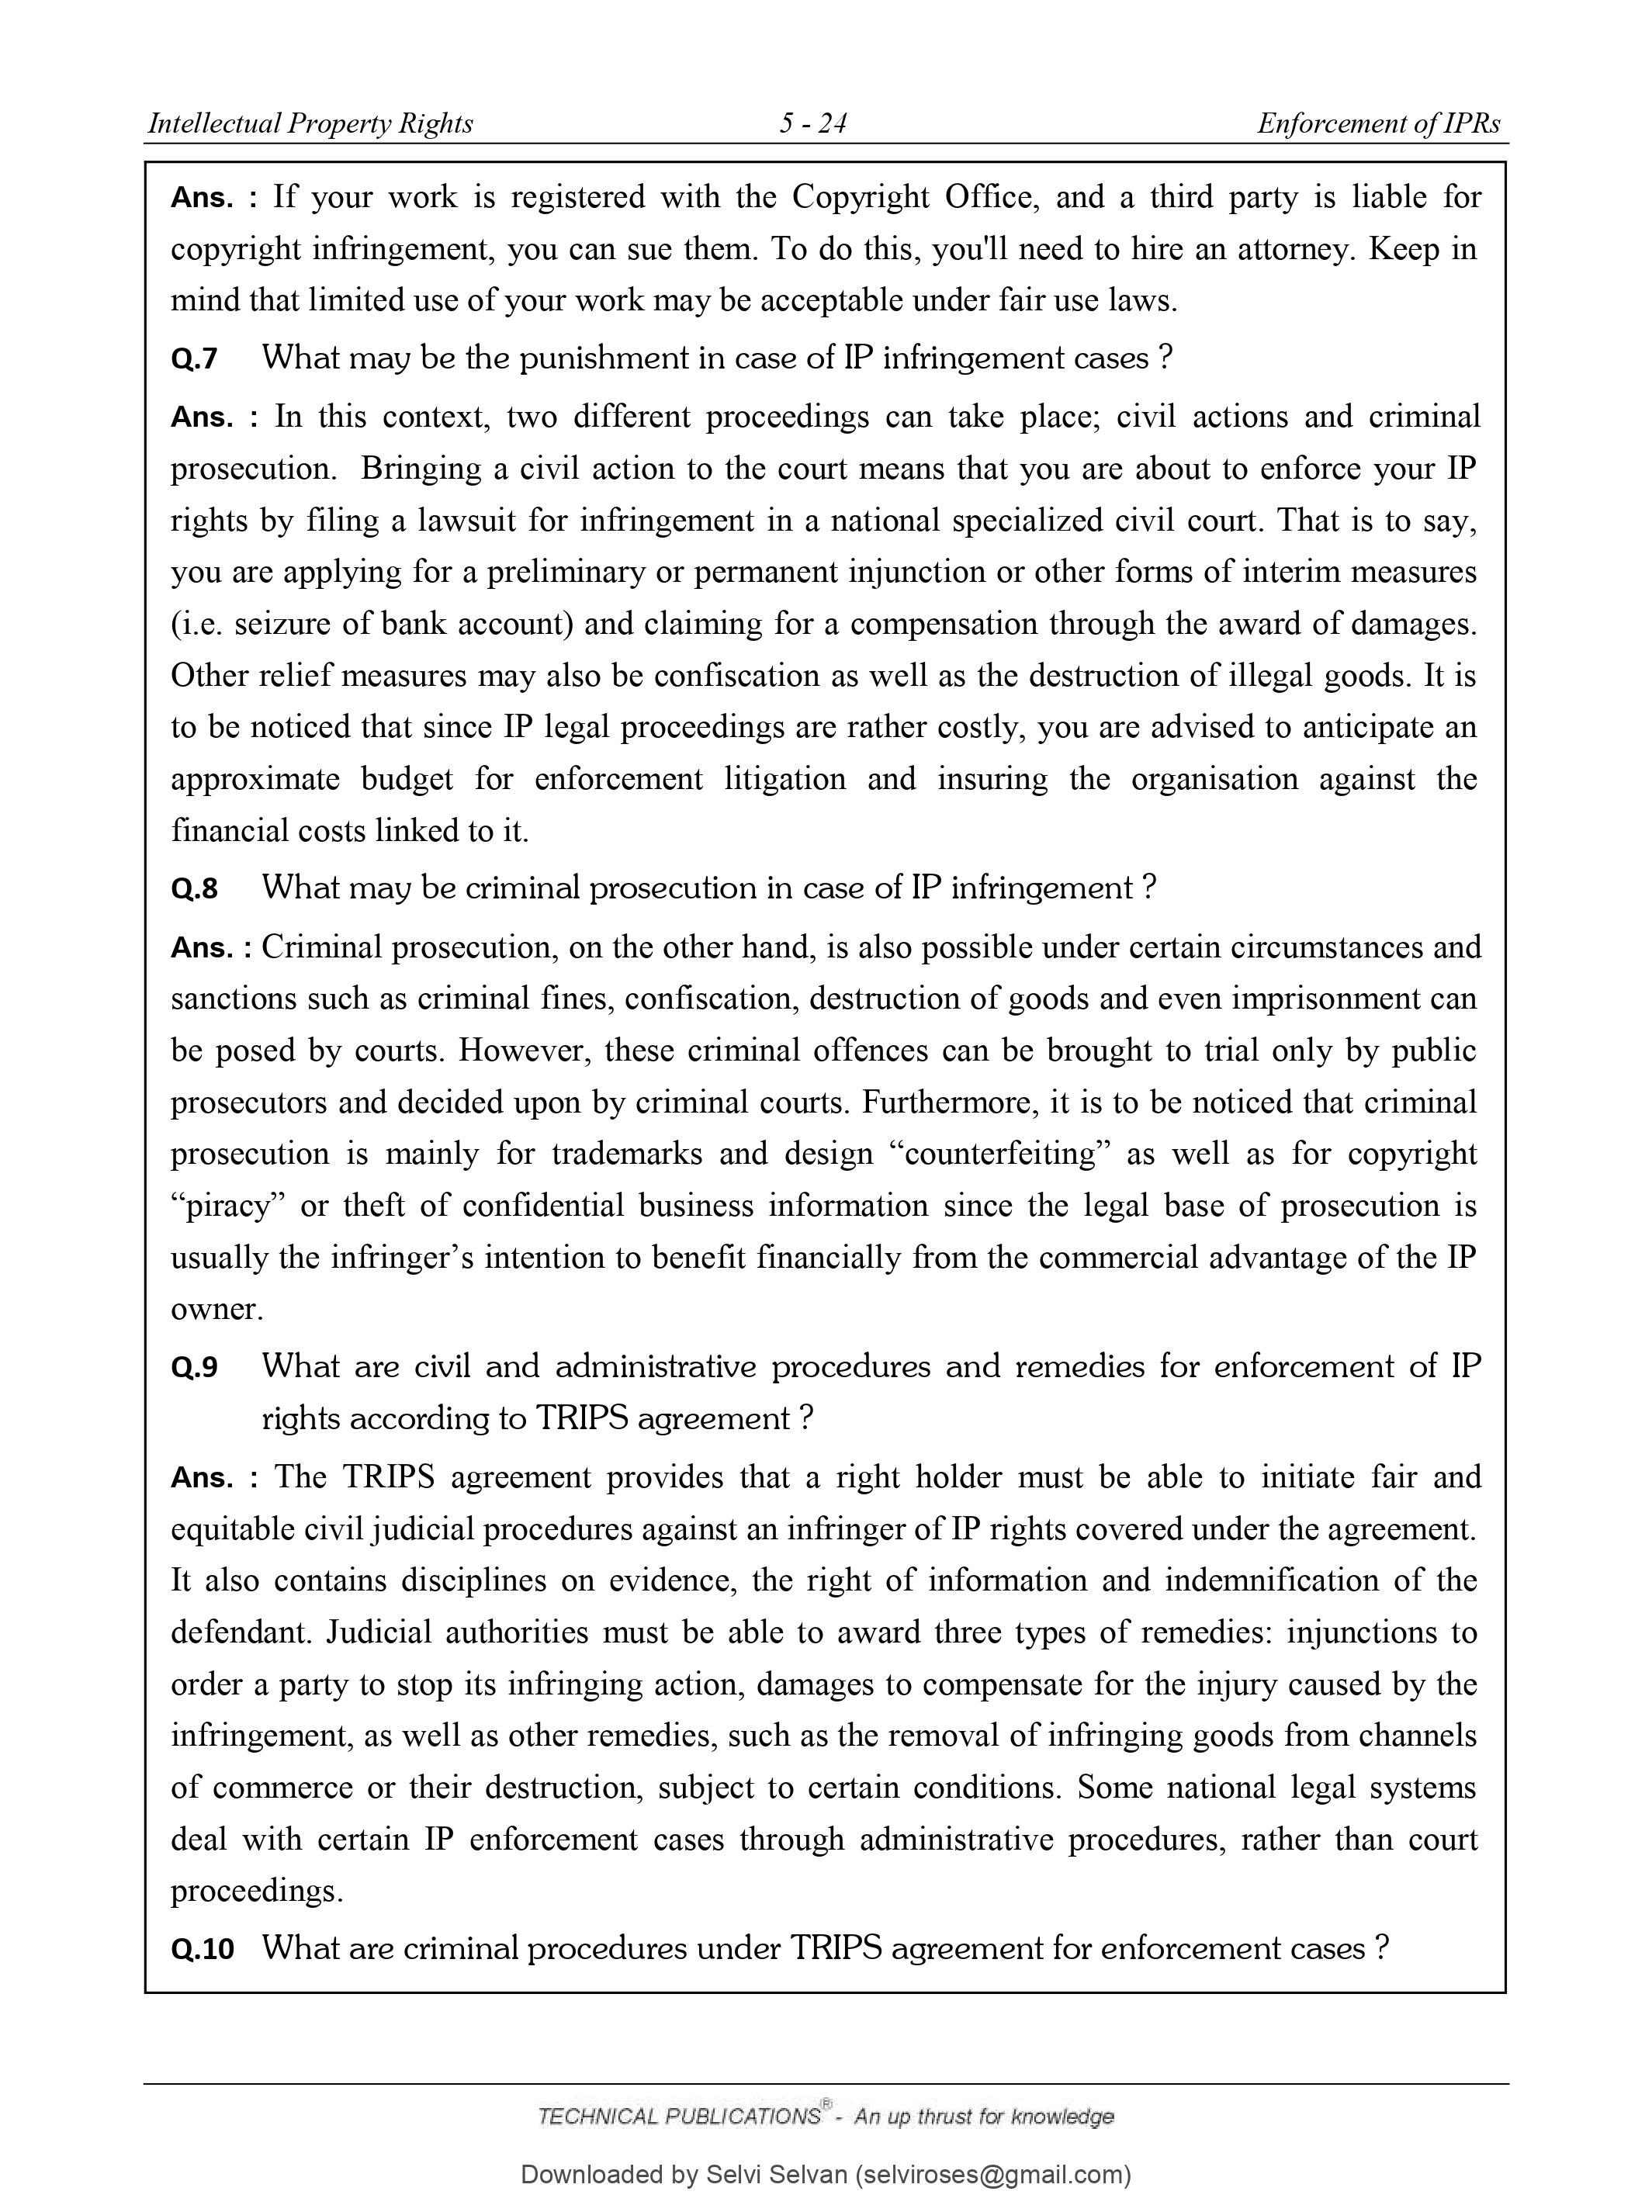 Intellectual Property Rights 5 - 24 Enforcement of IPRs
Ans. : If your work is registered with the Copyright Office, and a third party is liable for
copyright infringement, you can sue them. To do this, you'll need to hire an attorney. Keep in
mind that limited use of your work may be acceptable under fair use laws.
Q.7 What may be the punishment in case of IP infringement cases ?
Ans. : In this context, two different proceedings can take place; civil actions and criminal
prosecution. Bringing a civil action to the court means that you are about to enforce your IP
rights by filing a lawsuit for infringement in a national specialized civil court. That is to say,
you are applying for a preliminary or permanent injunction or other forms of interim measures
(i.e. seizure of bank account) and claiming for a compensation through the award of damages.
Other relief measures may also be confiscation as well as the destruction of illegal goods. It is
to be noticed that since IP legal proceedings are rather costly, you are advised to anticipate an
approximate budget for enforcement litigation and insuring the organisation against the
financial costs linked to it.
Q.8 What may be criminal prosecution in case of IP infringement ?
Ans. : Criminal prosecution, on the other hand, is also possible under certain circumstances and
sanctions such as criminal fines, confiscation, destruction of goods and even imprisonment can
be posed by courts. However, these criminal offences can be brought to trial only by public
prosecutors and decided upon by criminal courts. Furthermore, it is to be noticed that criminal
prosecution is mainly for trademarks and design “counterfeiting” as well as for copyright
“piracy” or theft of confidential business information since the legal base of prosecution is
usually the infringer’s intention to benefit financially from the commercial advantage of the IP
owner.
Q.9 What are civil and administrative procedures and remedies for enforcement of IP
rights according to TRIPS agreement ?
Ans. : The TRIPS agreement provides that a right holder must be able to initiate fair and
equitable civil judicial procedures against an infringer of IP rights covered under the agreement.
It also contains disciplines on evidence, the right of information and indemnification of the
defendant. Judicial authorities must be able to award three types of remedies: injunctions to
order a party to stop its infringing action, damages to compensate for the injury caused by the
infringement, as well as other remedies, such as the removal of infringing goods from channels
of commerce or their destruction, subject to certain conditions. Some national legal systems
deal with certain IP enforcement cases through administrative procedures, rather than court
proceedings.
Q.10 What are criminal procedures under TRIPS agreement for enforcement cases ?
TECHNICAL PUBLICATIONS® - An up thrust for knowledge
Downloaded by Selvi Selvan (selviroses@gmail.com)